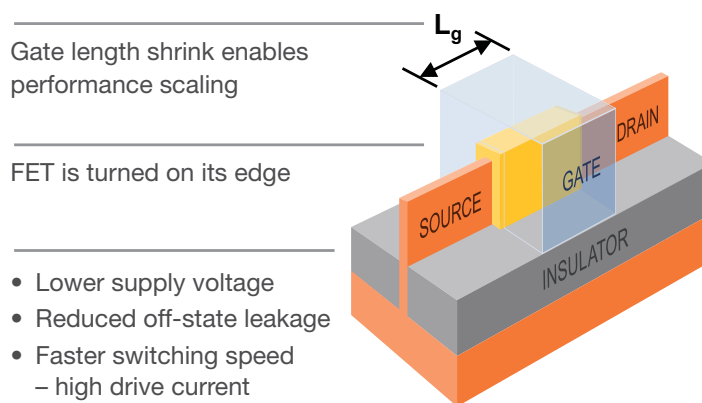 Gate length shrink enables
performance scaling
FET is turned on its edge
• Lower supply voltage
• Reduced off-state leakage
• Faster switching speed
– high drive current
Lg
DRAIN
GATE
SOURCE
INSULATOR